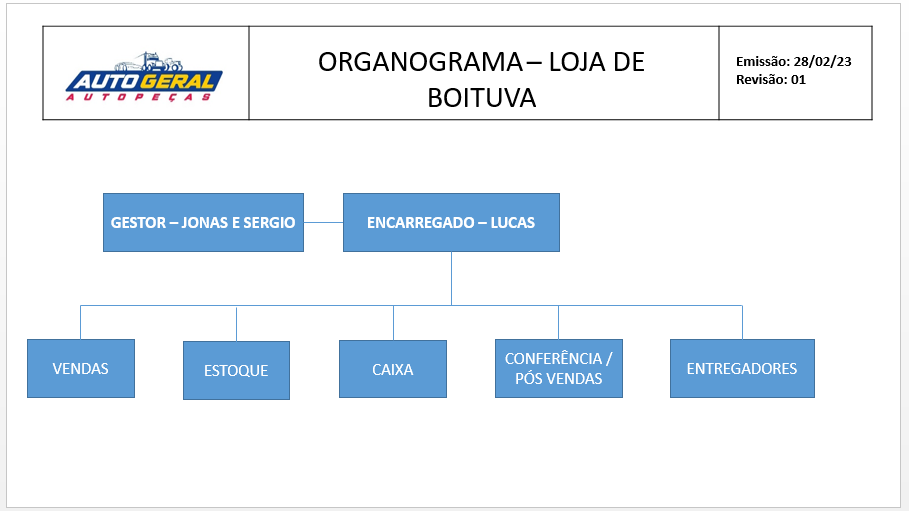 AUTO GERAL
AUTOPEÇAS
ORGANOGRAMA – LOJA DE
BOITUVA
Emissão: 28/02/23
Revisão: 01
GESTOR – JONAS E SERGIO
ENCARREGADO – LUCAS
VENDAS
ESTOQUE
CAIXA
CONFERÊNCIA /
PÓS VENDAS
ENTREGADORES